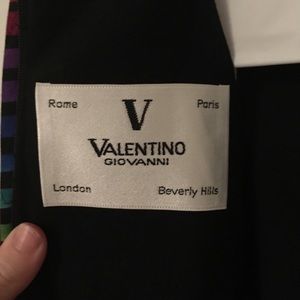 Rome V Paris
VALENTINO
GIOVANNI
London Beverly Hills